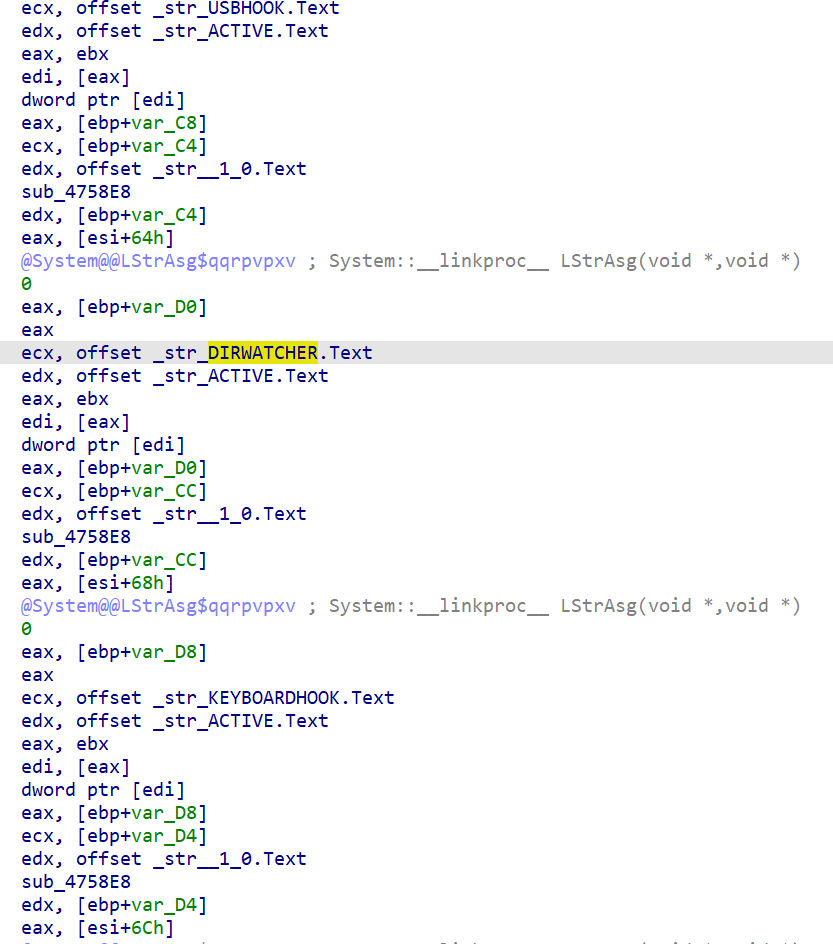 ecx, offset _str_USBHOOK.Text
edx, offset _str_ACTIVE.Text
eax, ebx
edi, [eax]
dword ptr [edi]
eax, [ebp+var_C8]
ecx, [ebp+var_C4]
edx, offset _str__1_0.Text
sub_4758E8
edx, [ebp+var_C4]
eax, [esi+64h]
@System@@LStrAsg$qqrpvpxv ; System::__linkproc__ LStrAsg(void *,void *)
0
eax, [ebp+var_D0]
eax
ecx, offset _str_DIRWATCHER.Text
edx, offset _str_ACTIVE.Text
eax, ebx
edi, [eax]
dword ptr [edi]
eax, [ebp+var_D0]
ecx, [ebp+var_CC]
edx, offset _str__1_0.Text
sub_4758E8
edx, [ebp+var_CC]
eax, [esi+68h]
@System@@LStrAsg$qqrpvpxv ; System::__linkproc__ LStrAsg(void *,void *)
0
eax, [ebp+var_D8]
eax
ecx, offset _str_KEYBOARDHOOK.Text
edx, offset _str_ACTIVE.Text
eax, ebx
edi, [eax]
dword ptr [edi]
eax, [ebp+var_D8]
ecx, [ebp+var_D4]
edx, offset _str__1_0.Text
sub_4758E8
edx, [ebp+var_D4]
eax, [esi+6Ch]